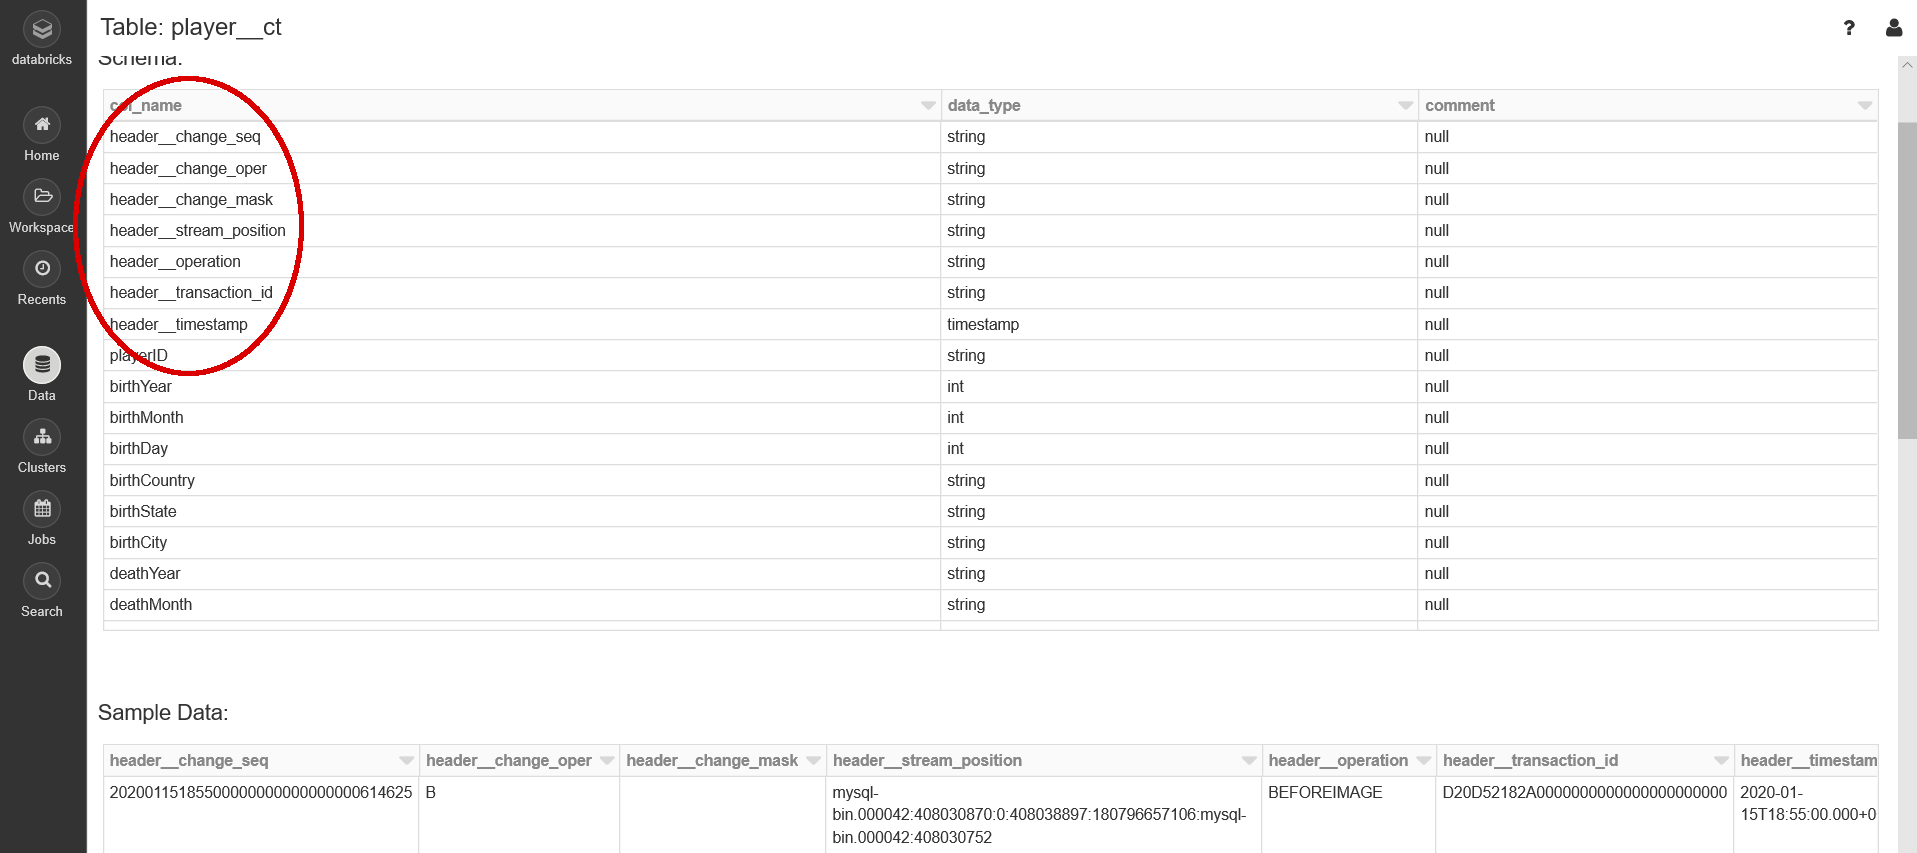 databricks
Home
Workspace
Recents
Data
Clusters
Jobs
Search
Table: player__ct
?
Schema:
col_name data_type comment
header__change_seq string null
header__change_oper string null
header__change_mask string null
header__stream_position string null
header__operation string null
header__transaction_id string null
header__timestamp timestamp null
playerID string null
birthYear int null
birthMonth int null
birthDay int null
birthCountry string null
birthState string null
birthCity string null
deathYear string null
deathMonth string null
Sample Data:
header__change_seq header__change_oper header__change_mask header__stream_position header__operation header__transaction_id header__timestam
20200115185500000000000000000614625 B mysql- BEFOREIMAGE D20D52182A0000000000000000000000 2020-01-
bin.000042:408030870:0:408038897:180796657106:mysql- 15T18:55:00.000+0
bin.000042:408030752